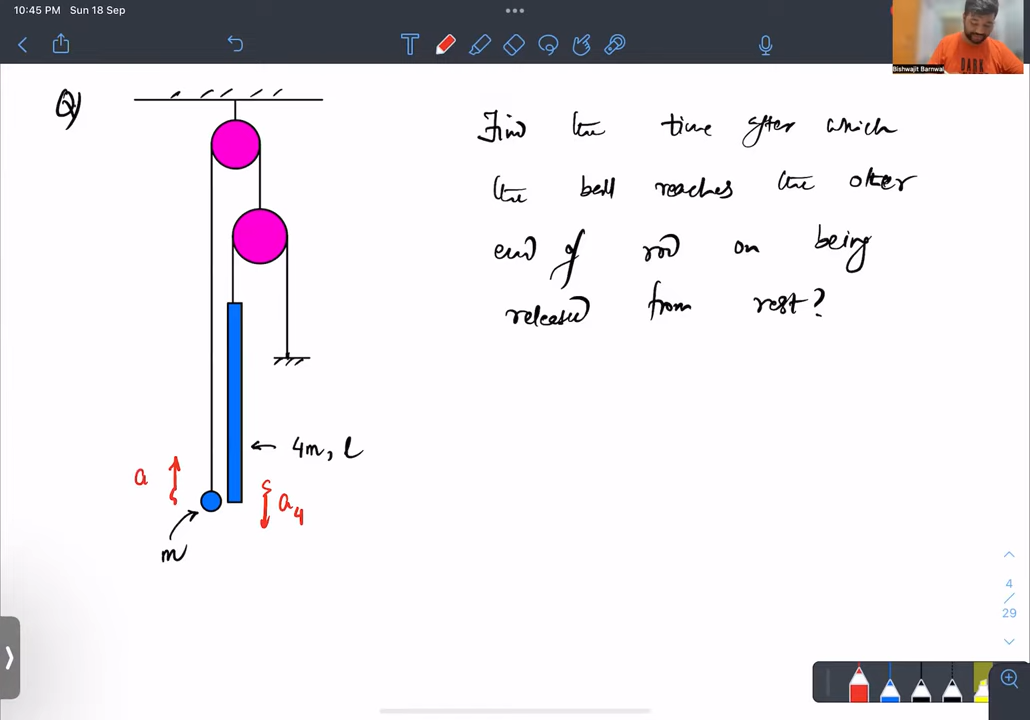 10:45 PM Sun 18 Sep
DARK
Bishwajit Barnwal
Q)
Find the time after which
the ball reaches the other
end of rod on being
released from rest?
4m, L
a
a4
m
4
/
29